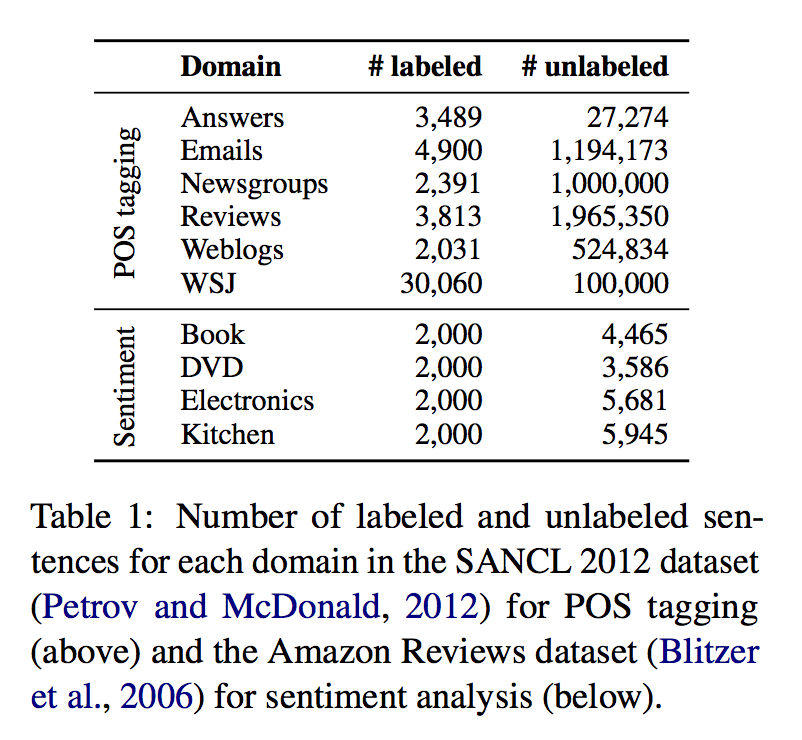 Domain # labeled # unlabeled
POS tagging
Answers 3,489 27,274
Emails 4,900 1,194,173
Newsgroups 2,391 1,000,000
Reviews 3,813 1,965,350
Weblogs 2,031 524,834
WSJ 30,060 100,000
Sentiment
Book 2,000 4,465
DVD 2,000 3,586
Electronics 2,000 5,681
Kitchen 2,000 5,945
Table 1: Number of labeled and unlabeled sen-
tences for each domain in the SANCL 2012 dataset
(Petrov and McDonald, 2012) for POS tagging
(above) and the Amazon Reviews dataset (Blitzer
et al., 2006) for sentiment analysis (below).